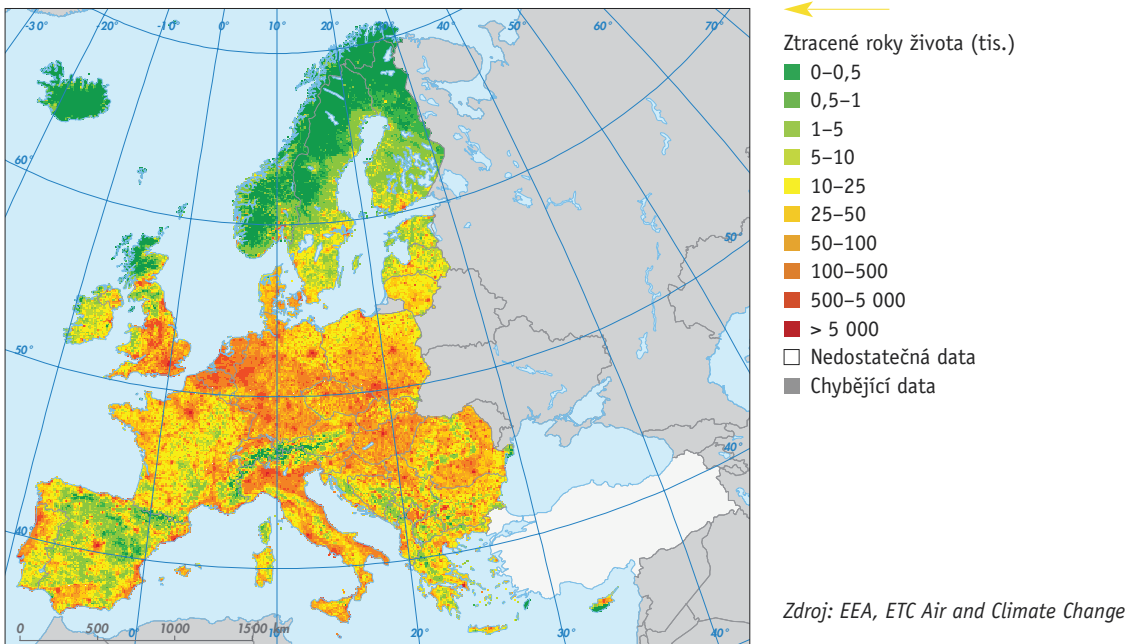 -30° -20° -10° 0° 10° 20° 30° 40° 50° 60° 70°
60°
50°
50°
40°
40°
0 500 1000 1500 km
0° 10° 20° 30° 40°
Ztracené roky života (tis.)
0–0,5
0,5–1
1–5
5–10
10–25
25–50
50–100
100–500
500–5 000
> 5 000
Nedostatečná data
Chybějící data
Zdroj: EEA, ETC Air and Climate Change